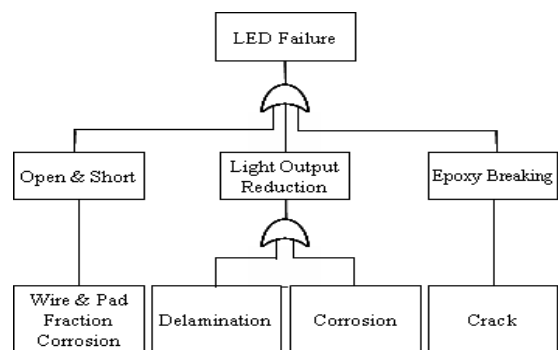 LED Failure
Open & Short
Light Output
Reduction
Epoxy Breaking
Wire & Pad
Fraction
Corrosion
Delamination
Corrosion
Crack